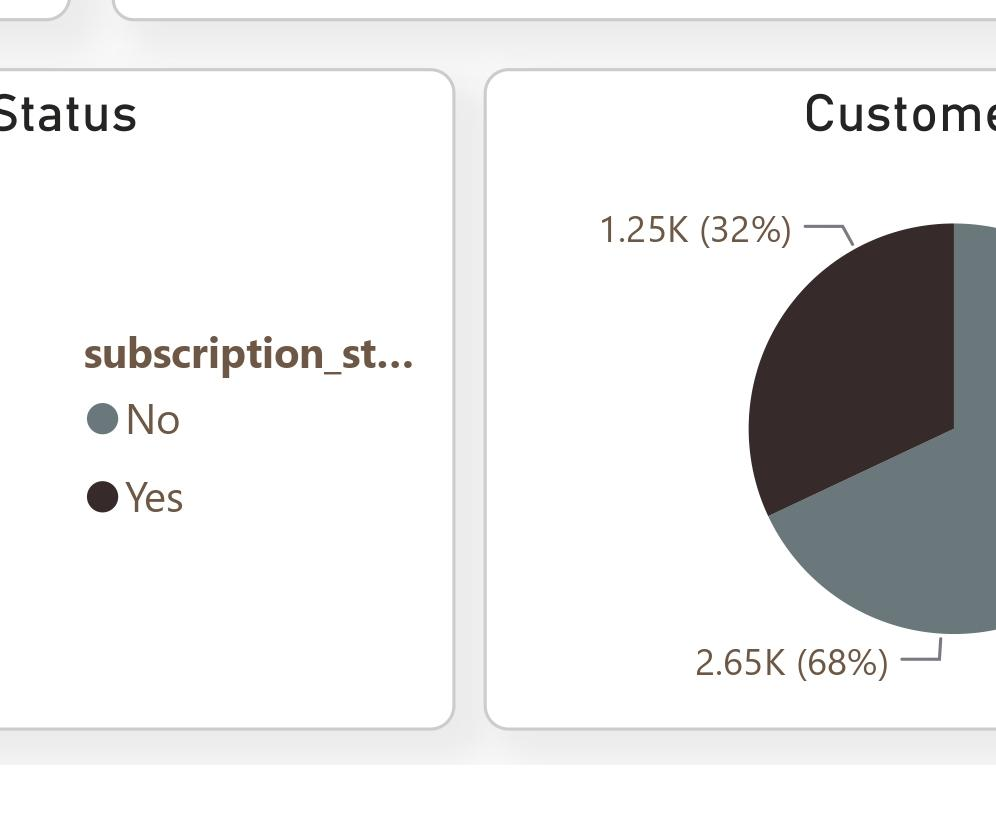 Status
subscription_st...
No
Yes
Custome
1.25K (32%)
2.65K (68%)